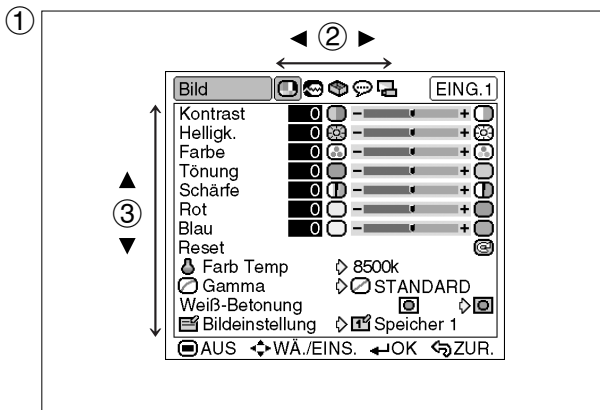 ①
◀ ② ▶
Bild EING.1
Kontrast 0 - +
Helligk. 0 - +
Farbe 0 - +
Tönung 0 - +
Schärfe 0 - +
Rot 0 - +
Blau 0 - +
Reset
Farb Temp 8500k
Gamma STANDARD
Weiß-Betonung
Bildeinstellung 1 Speicher 1
AUS WÄ./EINS. OK ZUR.
▲
③
▼